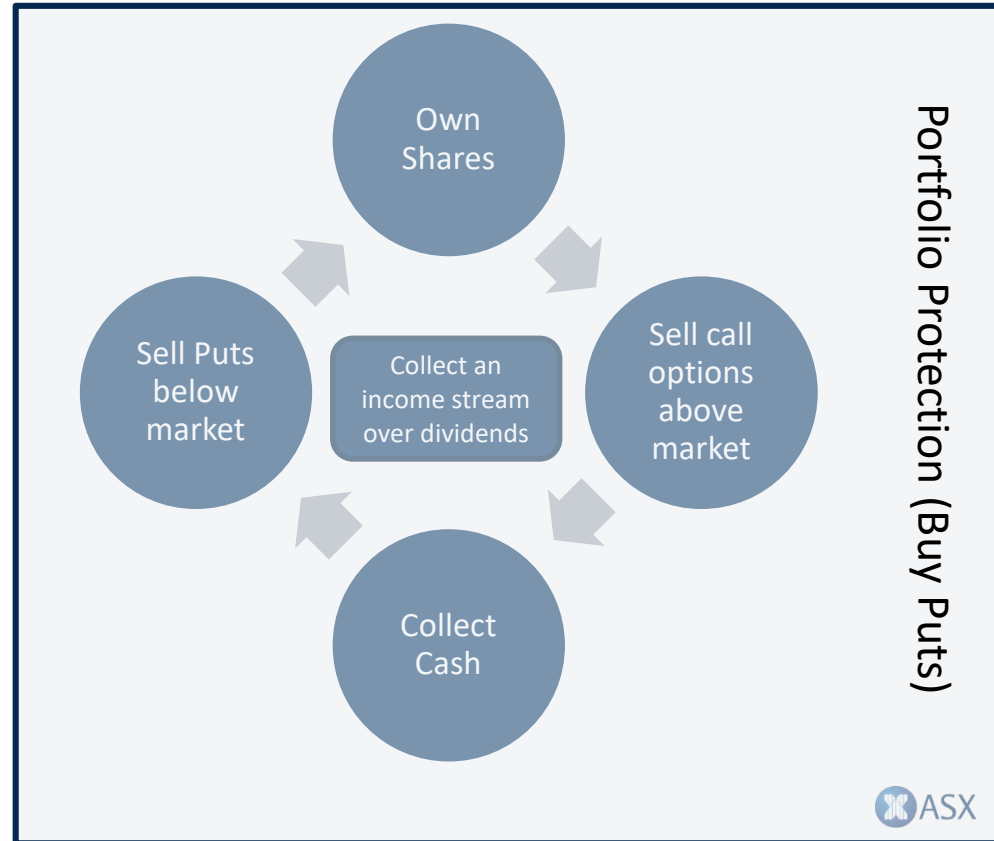 Own
Shares
Sell call
options
above
market
Collect
Cash
Sell Puts
below
market
Collect an
income stream
over dividends
Portfolio Protection (Buy Puts)
ASX